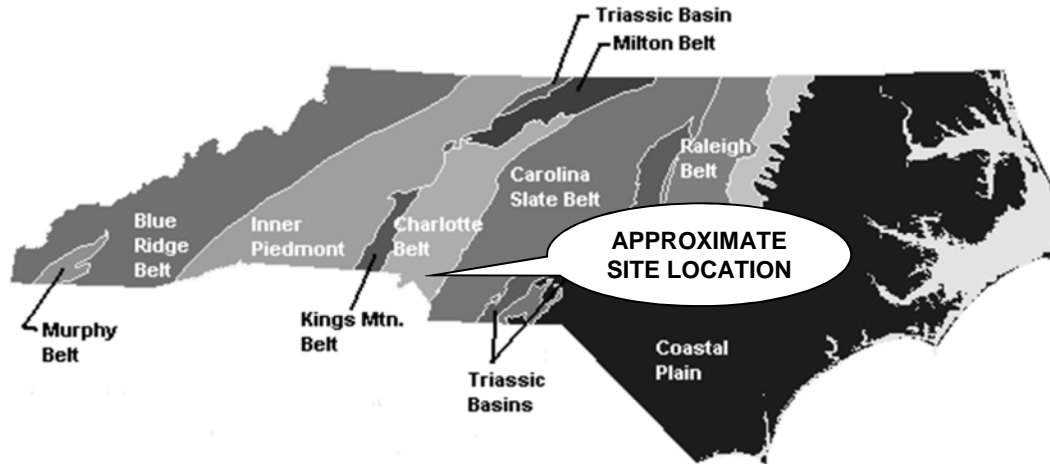 Triassic Basin
Milton Belt
Raleigh
Belt
Carolina
Slate Belt
Blue
Ridge
Belt
Inner
Piedmont
Charlotte
Belt
APPROXIMATE
SITE LOCATION
Murphy
Belt
Kings Mtn.
Belt
Triassic
Basins
Coastal
Plain